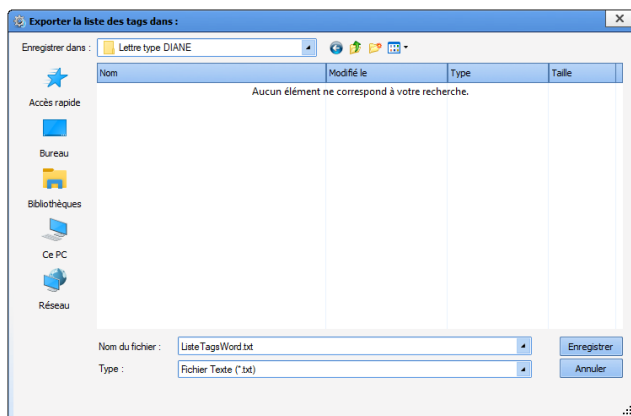 Exporter la liste des tags dans :
Enregistrer dans : Lettre type DIANE
Nom Modifié le Type Taille
Aucun élément ne correspond à votre recherche.
Accès rapide
Bureau
Bibliothèques
Ce PC
Réseau
Nom du fichier : ListeTagsWord.txt Enregistrer
Type : Fichier Texte (*.txt) Annuler